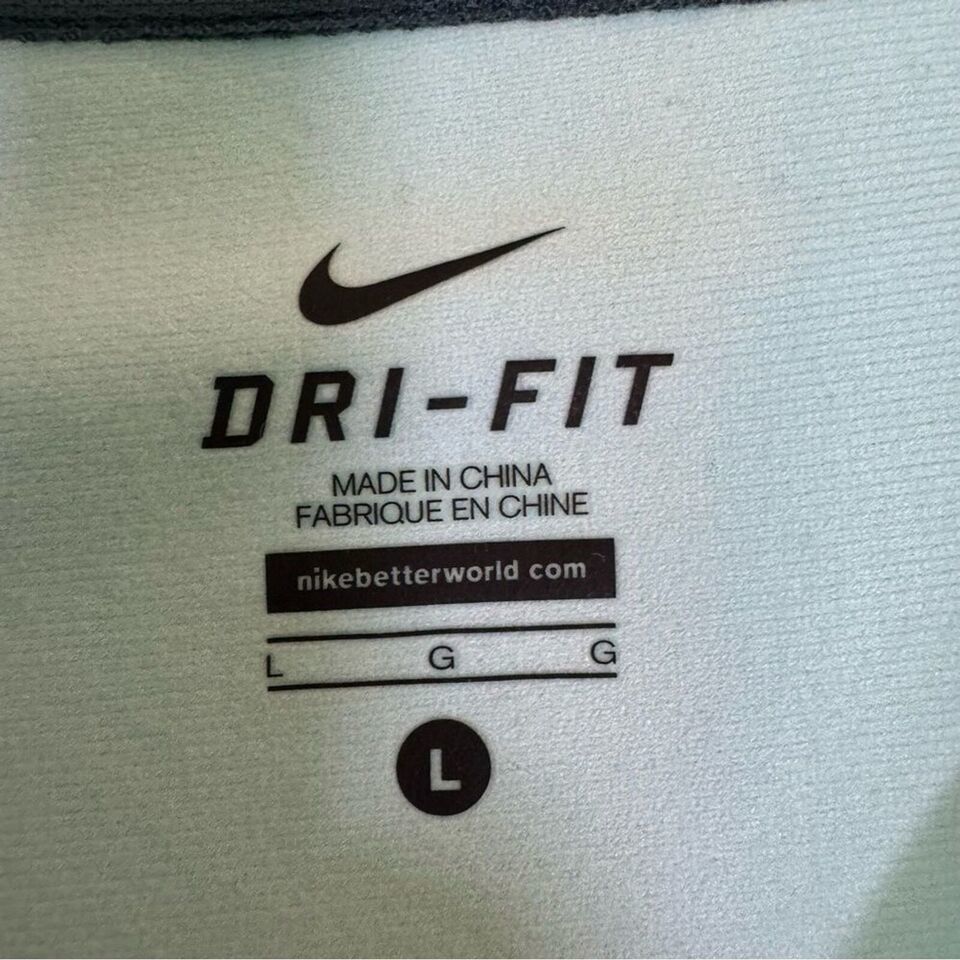 DRI-FIT
MADE IN CHINA
FABRIQUE EN CHINE
nikebetterworld com
L G G
L